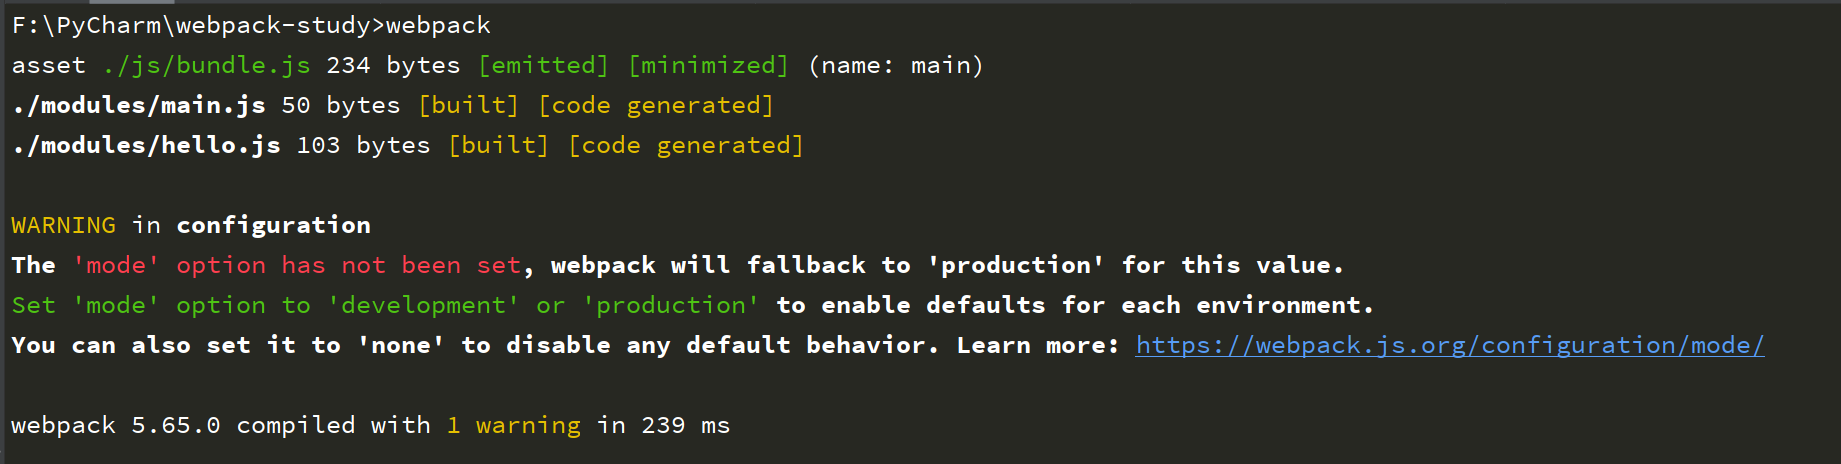 F:\PyCharm\webpack-study>webpack
asset ./js/bundle.js 234 bytes [emitted] [minimized] (name: main)
./modules/main.js 50 bytes [built] [code generated]
./modules/hello.js 103 bytes [built] [code generated]
WARNING in configuration
The 'mode' option has not been set, webpack will fallback to 'production' for this value.
Set 'mode' option to 'development' or 'production' to enable defaults for each environment.
You can also set it to 'none' to disable any default behavior. Learn more: https://webpack.js.org/configuration/mode/
webpack 5.65.0 compiled with 1 warning in 239 ms